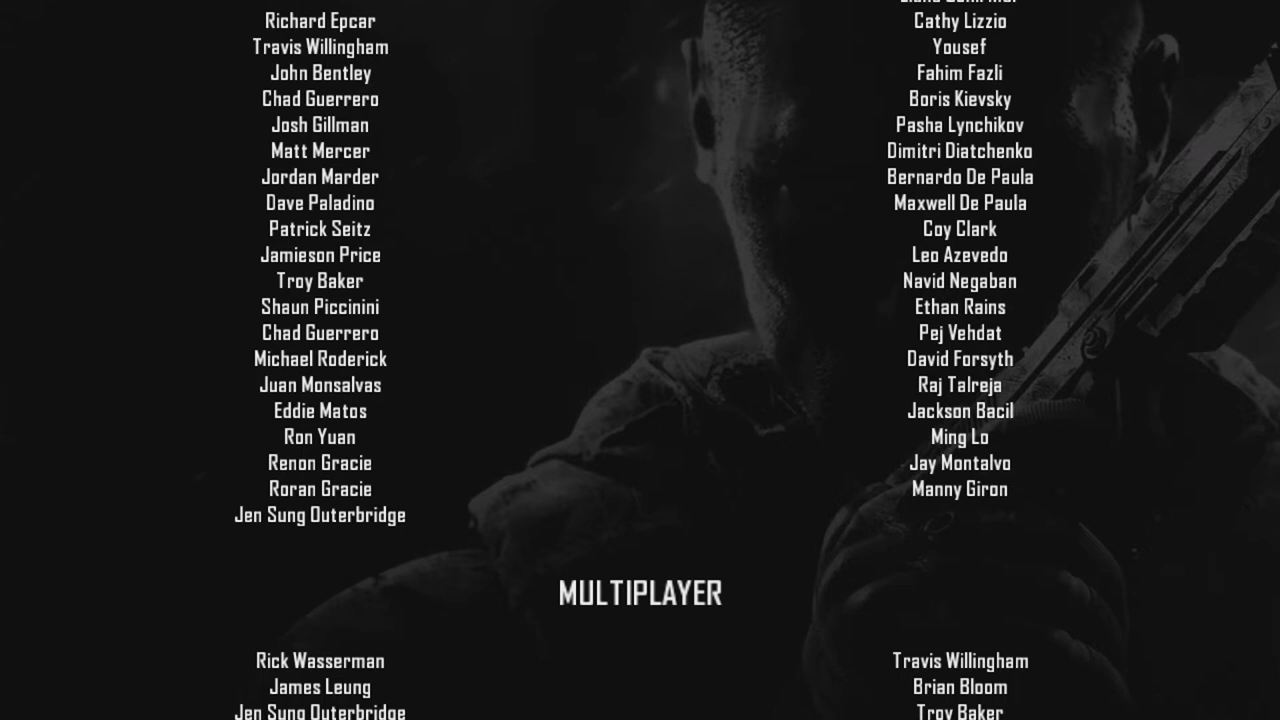 Richard Epcar
Travis Willingham
John Bentley
Chad Guerrero
Josh Gillman
Matt Mercer
Jordan Marder
Dave Paladino
Patrick Seitz
Jamieson Price
Troy Baker
Shaun Piccinini
Chad Guerrero
Michael Roderick
Juan Monsalvas
Eddie Matos
Ron Yuan
Renon Gracie
Roran Gracie
Jen Sung Outerbridge
Cathy Lizzio
Yousef
Fahim Fazli
Boris Kievsky
Pasha Lynchikov
Dimitri Diatchenko
Bernardo De Paula
Maxwell De Paula
Coy Clark
Leo Azevedo
Navid Negaban
Ethan Rains
Pej Vehdat
David Forsyth
Raj Talreja
Jackson Bacil
Ming Lo
Jay Montalvo
Manny Giron
MULTIPLAYER
Rick Wasserman
James Leung
Jen Sung Outerbridge
Travis Willingham
Brian Bloom
Troy Baker